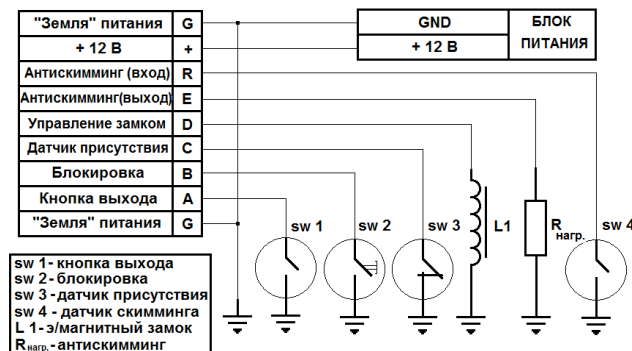 "Земля" питания G
+ 12 В +
Антискимминг (вход) R
Антискимминг(выход) E
Управление замком D
Датчик присутствия C
Блокировка B
Кнопка выхода A
"Земля" питания G
GND
+ 12 В
БЛОК
ПИТАНИЯ
sw 1
sw 2
sw 3
L1
R нагр.
sw 4
sw 1 - кнопка выхода
sw 2 - блокировка
sw 3 - датчик присутствия
sw 4 - датчик скимминга
L 1 - э/магнитный замок
R нагр. - антискимминг